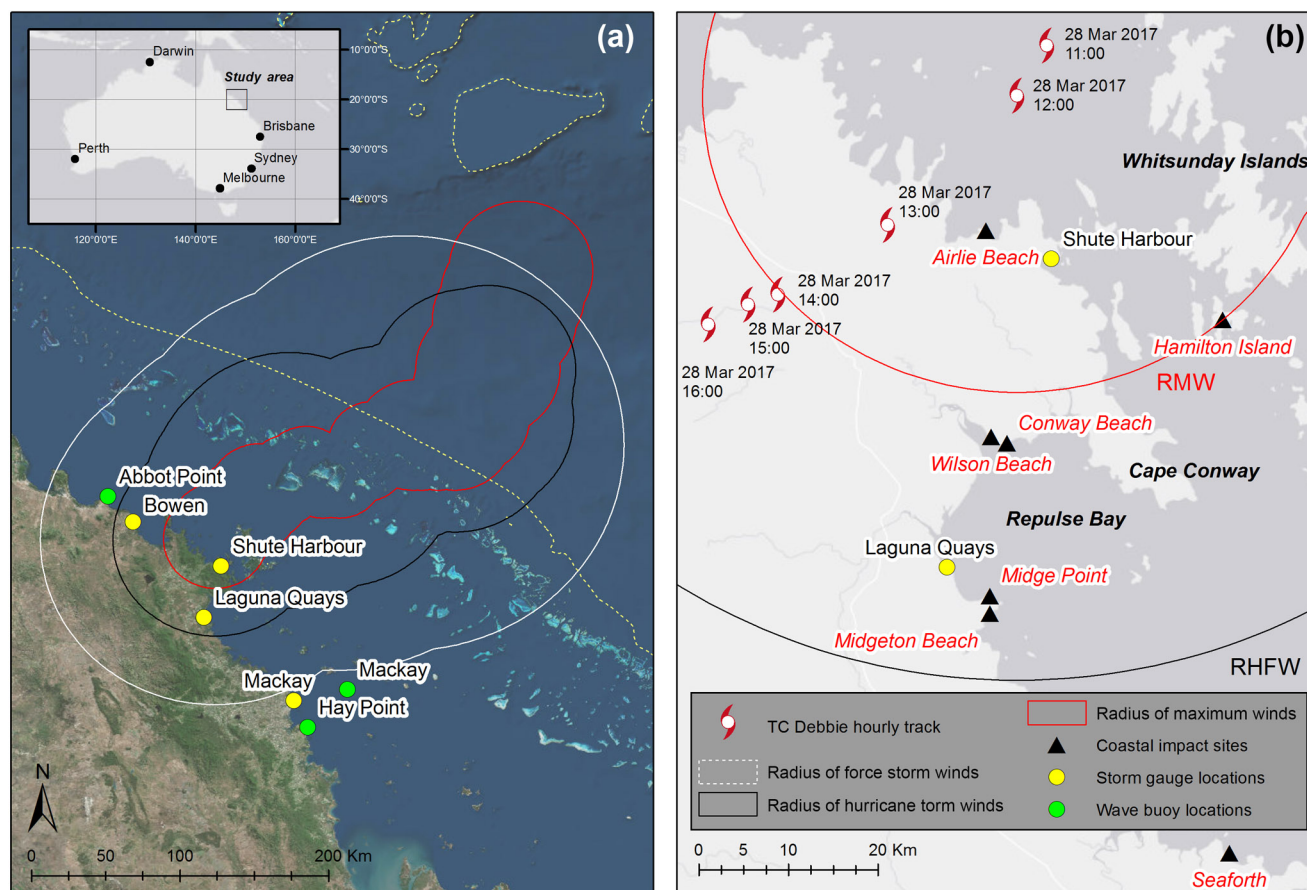 (a)
Darwin
Study area
Brisbane
Perth
Sydney
Melbourne
10°0'0"S
20°0'0"S
30°0'0"S
40°0'0"S
120°0'0"E
140°0'0"E
160°0'0"E
Abbot Point
Bowen
Shute Harbour
Laguna Quays
Mackay
Mackay
Hay Point
N
0
50
100
200 Km
(b)
28 Mar 2017
11:00
28 Mar 2017
12:00
Whitsunday Islands
28 Mar 2017
13:00
Shute Harbour
Airlie Beach
28 Mar 2017
14:00
28 Mar 2017
15:00
28 Mar 2017
16:00
Hamilton Island
RMW
Conway Beach
Wilson Beach
Cape Conway
Repulse Bay
Laguna Quays
Midge Point
Midgeton Beach
RHFW
TC Debbie hourly track
Radius of force storm winds
Radius of hurricane torm winds
Radius of maximum winds
Coastal impact sites
Storm gauge locations
Wave buoy locations
0
5
10
20 Km
Seaforth